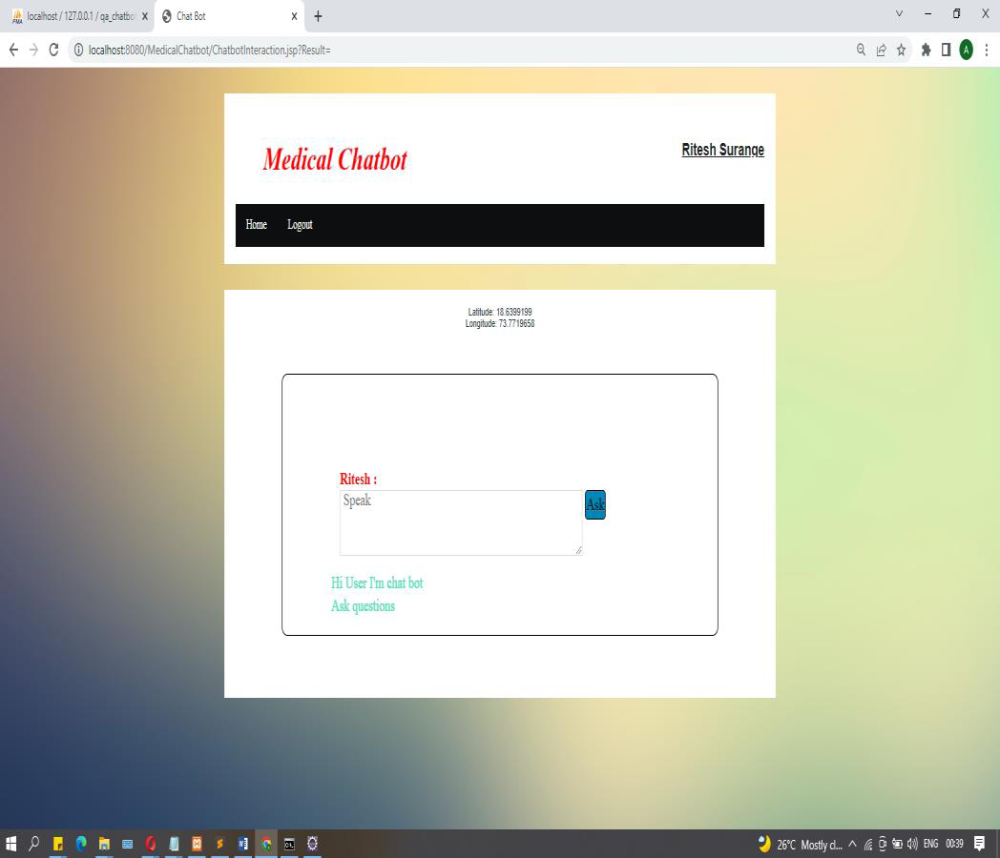 localhost / 127.0.0.1 / qa_chatbo
Chat Bot
localhost:8080/MedicalChatbot/ChatbotInteraction.jsp?Result=
A
Medical Chatbot
Ritesh Surange
Home Logout
Latitude: 18.6399199
Longitude: 73.7719658
Ritesh :
Speak
Ask
Hi User I'm chat bot
Ask questions
26°C Mostly cl... ENG 00:39